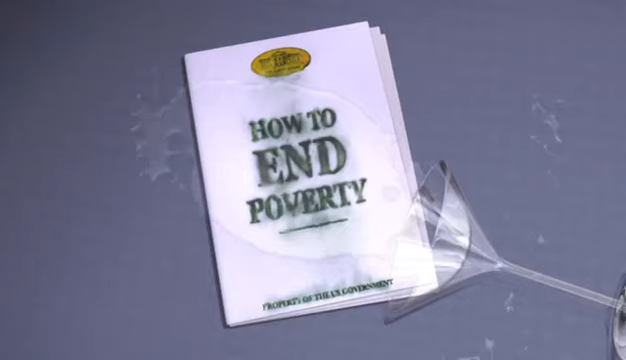 HOW TO
END
POVERTY
PROPERTY OF THE GOVERNMENT